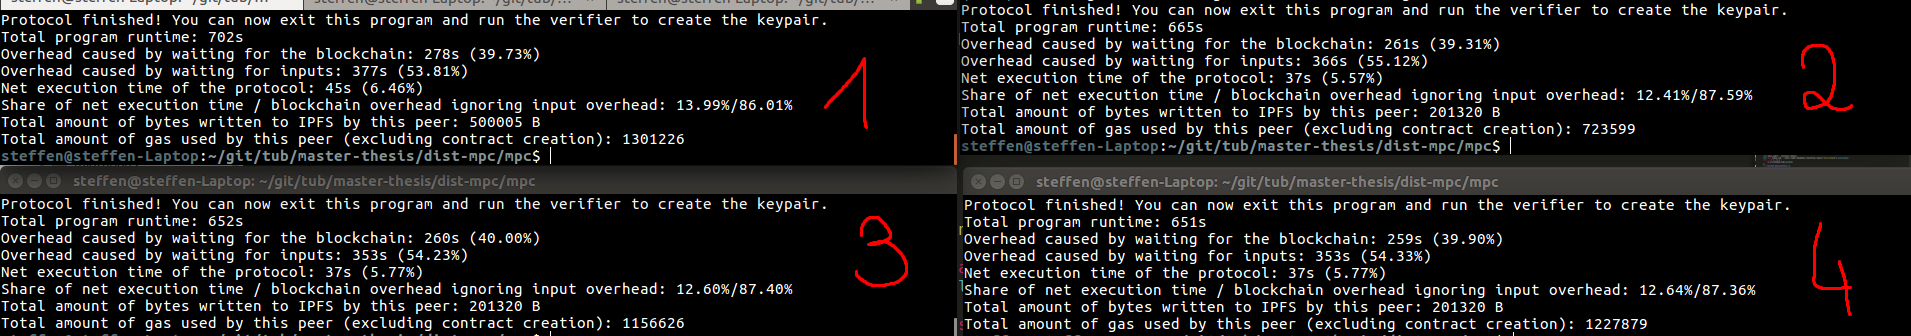 Protocol finished! You can now exit this program and run the verifier to create the keypair.
Total program runtime: 702s
Overhead caused by waiting for the blockchain: 278s (39.73%)
Overhead caused by waiting for inputs: 377s (53.81%)
Net execution time of the protocol: 45s (6.46%)
Share of net execution time / blockchain overhead ignoring input overhead: 13.99%/86.01%
Total amount of bytes written to IPFS by this peer: 500005 B
Total amount of gas used by this peer (excluding contract creation): 1301226
steffen@steffen-Laptop:~/git/tub/master-thesis/dist-mpc/mpc$
1
Protocol finished! You can now exit this program and run the verifier to create the keypair.
Total program runtime: 665s
Overhead caused by waiting for the blockchain: 261s (39.31%)
Overhead caused by waiting for inputs: 366s (55.12%)
Net execution time of the protocol: 37s (5.57%)
Share of net execution time / blockchain overhead ignoring input overhead: 12.41%/87.59%
Total amount of bytes written to IPFS by this peer: 201320 B
Total amount of gas used by this peer (excluding contract creation): 723599
steffen@steffen-Laptop:~/git/tub/master-thesis/dist-mpc/mpc$
2
steffen@steffen-Laptop: ~/git/tub/master-thesis/dist-mpc/mpc
Protocol finished! You can now exit this program and run the verifier to create the keypair.
Total program runtime: 652s
Overhead caused by waiting for the blockchain: 260s (40.00%)
Overhead caused by waiting for inputs: 353s (54.23%)
Net execution time of the protocol: 37s (5.77%)
Share of net execution time / blockchain overhead ignoring input overhead: 12.60%/87.40%
Total amount of bytes written to IPFS by this peer: 201320 B
Total amount of gas used by this peer (excluding contract creation): 1156626
3
steffen@steffen-Laptop: ~/git/tub/master-thesis/dist-mpc/mpc
Protocol finished! You can now exit this program and run the verifier to create the keypair.
Total program runtime: 651s
Overhead caused by waiting for the blockchain: 259s (39.90%)
Overhead caused by waiting for inputs: 353s (54.33%)
Net execution time of the protocol: 37s (5.77%)
Share of net execution time / blockchain overhead ignoring input overhead: 12.64%/87.36%
Total amount of bytes written to IPFS by this peer: 201320 B
Total amount of gas used by this peer (excluding contract creation): 1227879
4